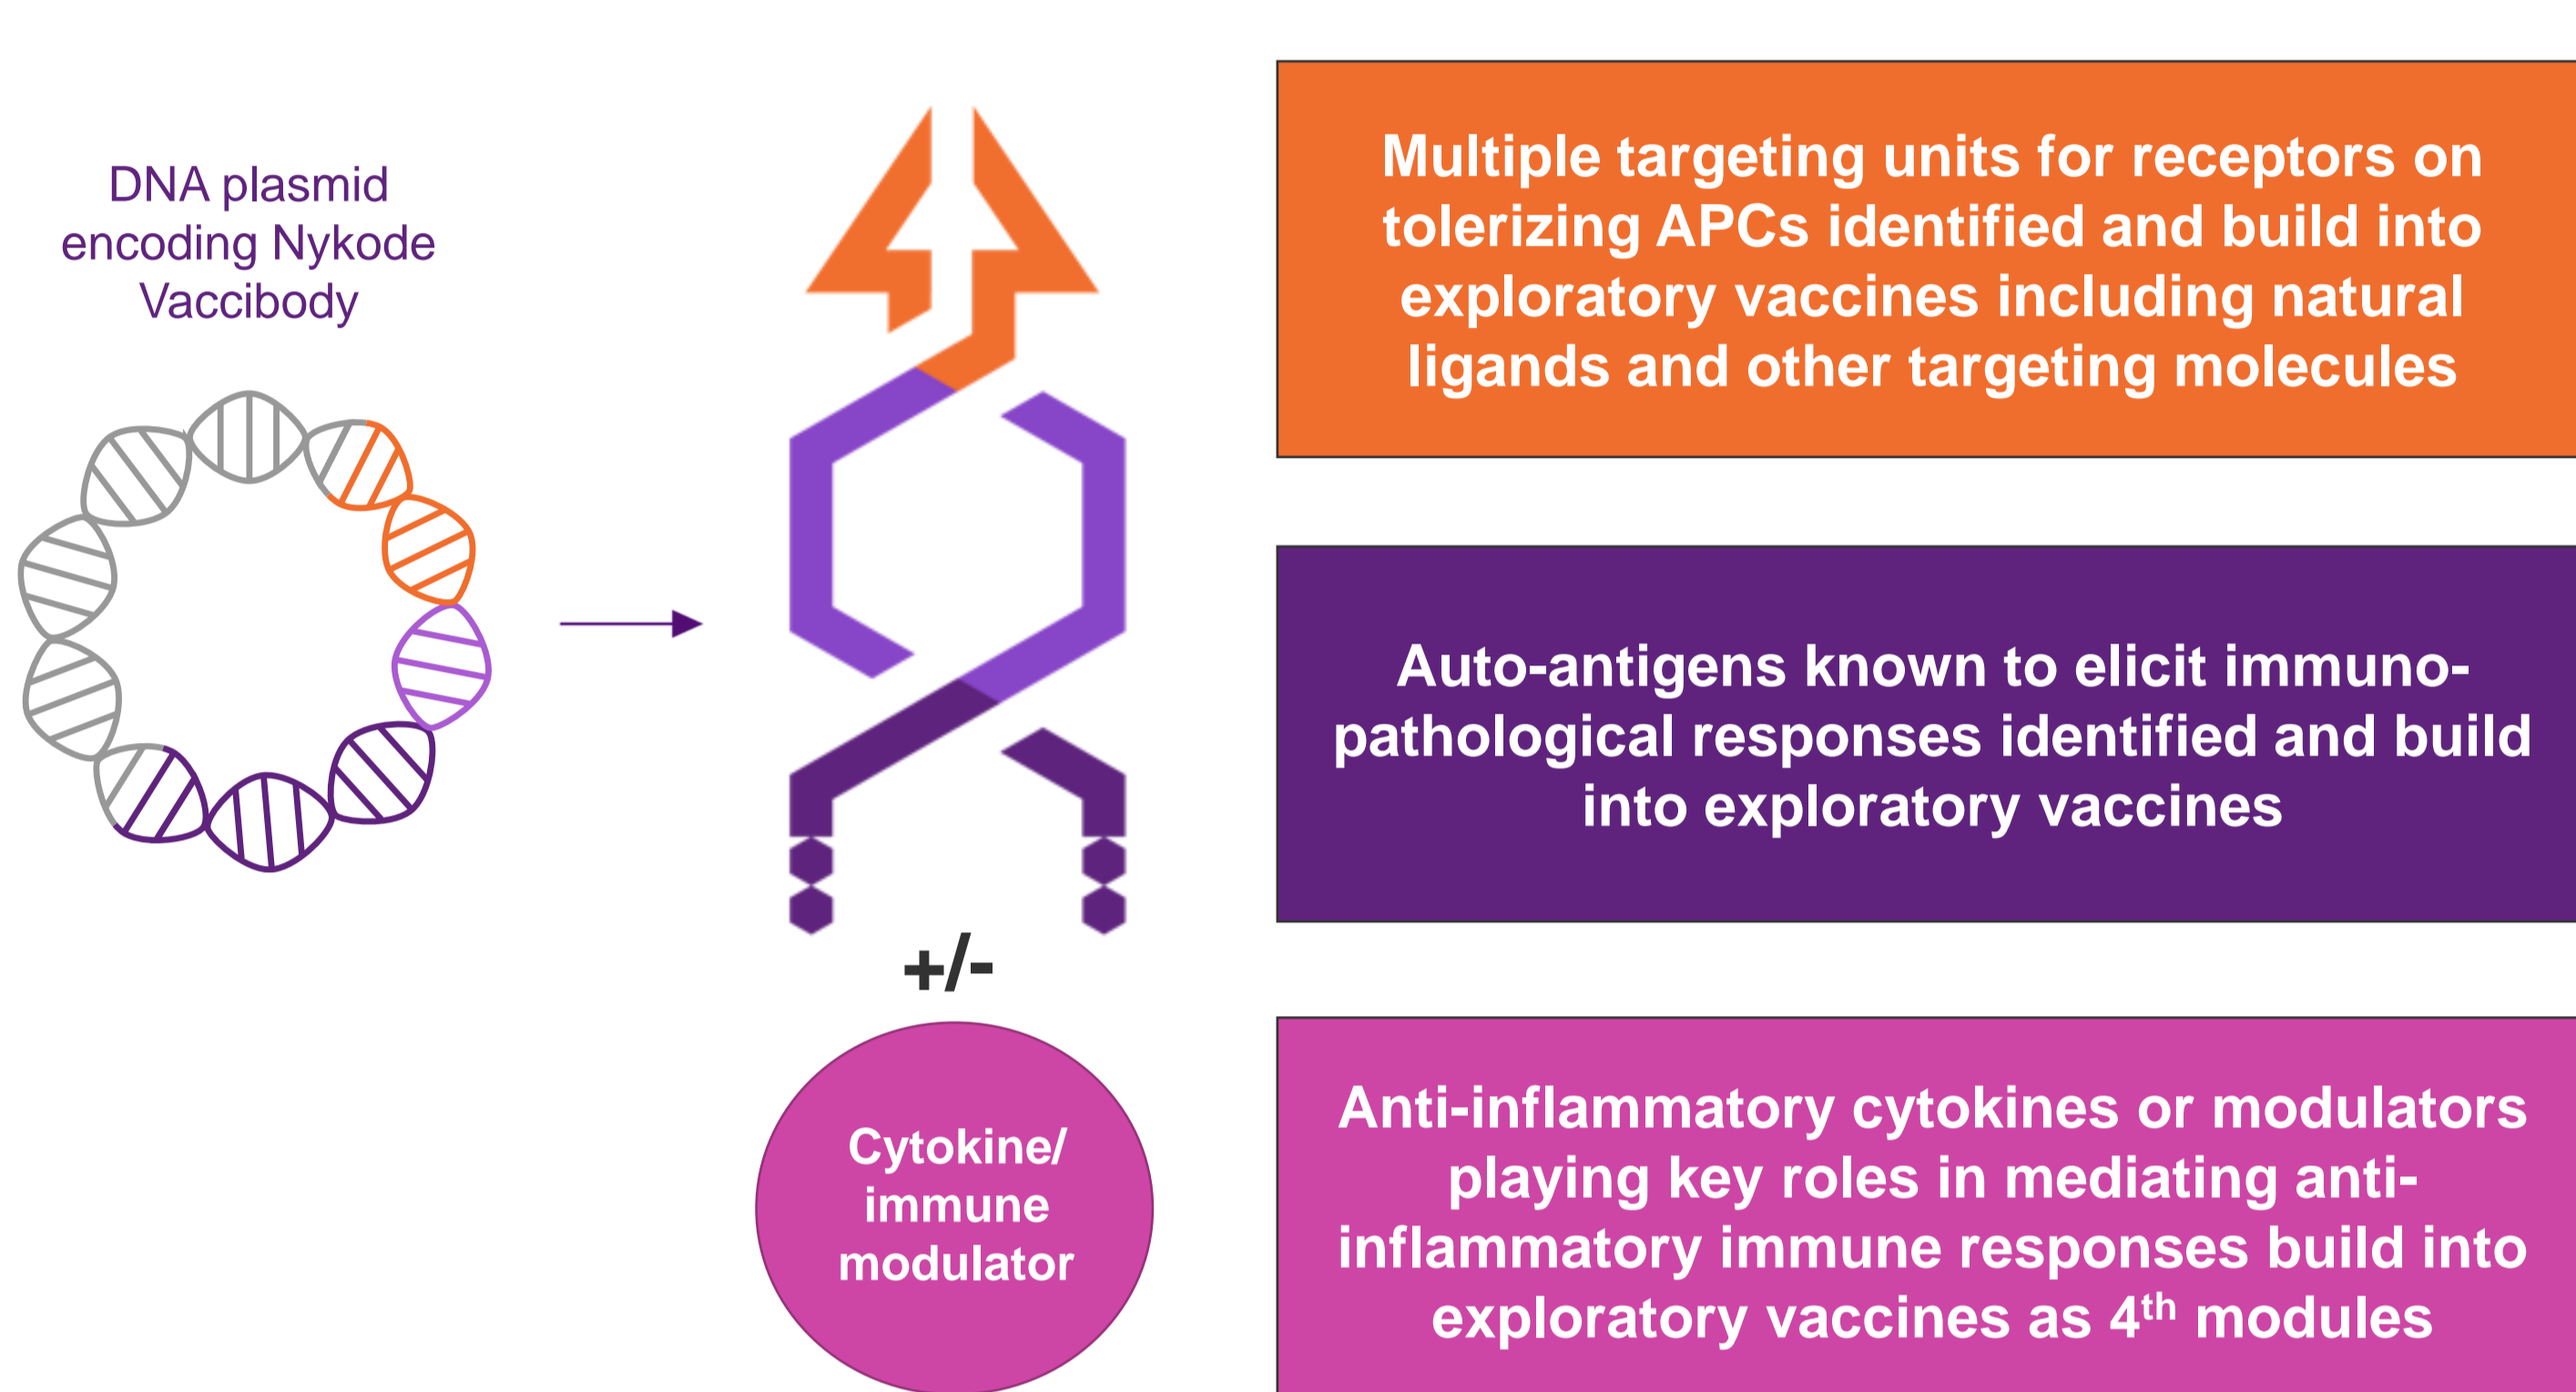 DNA plasmid
encoding Nykode
Vaccibody
Multiple targeting units for receptors on
tolerizing APCs identified and build into
exploratory vaccines including natural
ligands and other targeting molecules
Auto-antigens known to elicit immuno-
pathological responses identified and build
into exploratory vaccines
+/-
Cytokine/
immune
modulator
Anti-inflammatory cytokines or modulators
playing key roles in mediating anti-
inflammatory immune responses build into
exploratory vaccines as 4th modules